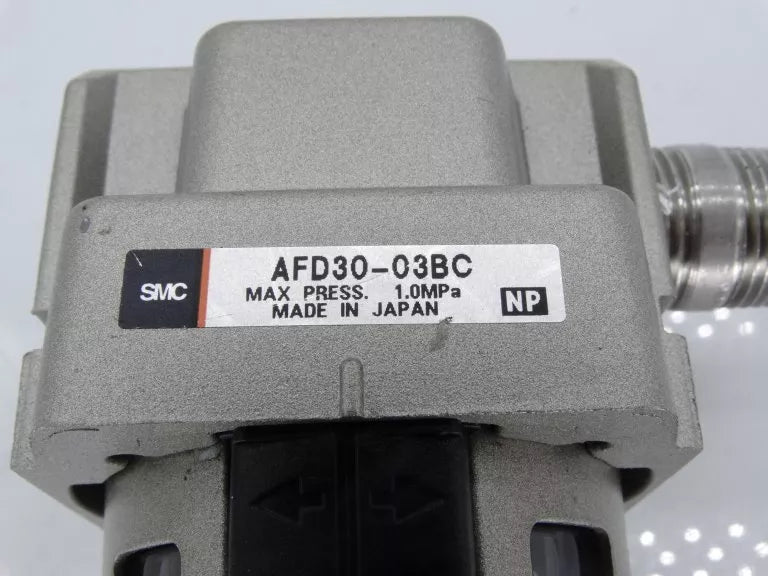 SMC
AFD30-03BC
MAX PRESS. 1.0MPa
MADE IN JAPAN
NP